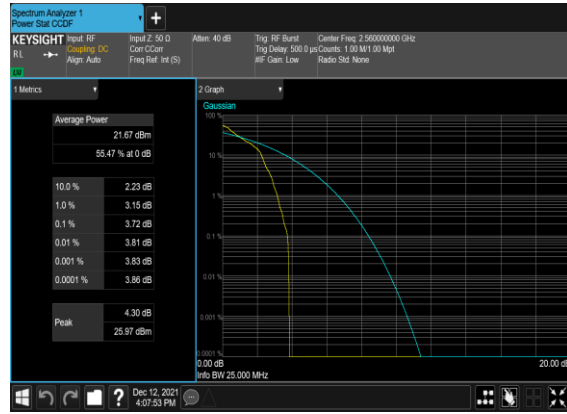 Spectrum Analyzer 1
Power Stat CCDF
+
KEYSIGHT
RL
Input: RF
Coupling: DC
Align: Auto
Input Z: 50 Ω
Corr CCorr
Freq Ref: Int (S)
Atten: 40 dB
Trig: RF Burst
Trig Delay: 500.0 µs
#IF Gain: Low
Center Freq: 2.560000000 GHz
Counts: 1.00 M/1.00 Mpt
Radio Std: None
1 Metrics
Average Power
21.67 dBm
55.47 % at 0 dB
10.0 % 2.23 dB
1.0 % 3.15 dB
0.1 % 3.72 dB
0.01 % 3.81 dB
0.001 % 3.83 dB
0.0001 % 3.86 dB
Peak
4.30 dB
25.97 dBm
2 Graph
Gaussian
100 %
10 %
1 %
0.1 %
0.01 %
0.001 %
0.0001 %
0.00 dB
20.00 dB
Info BW 25.000 MHz
?
Dec 12, 2021
4:07:53 PM